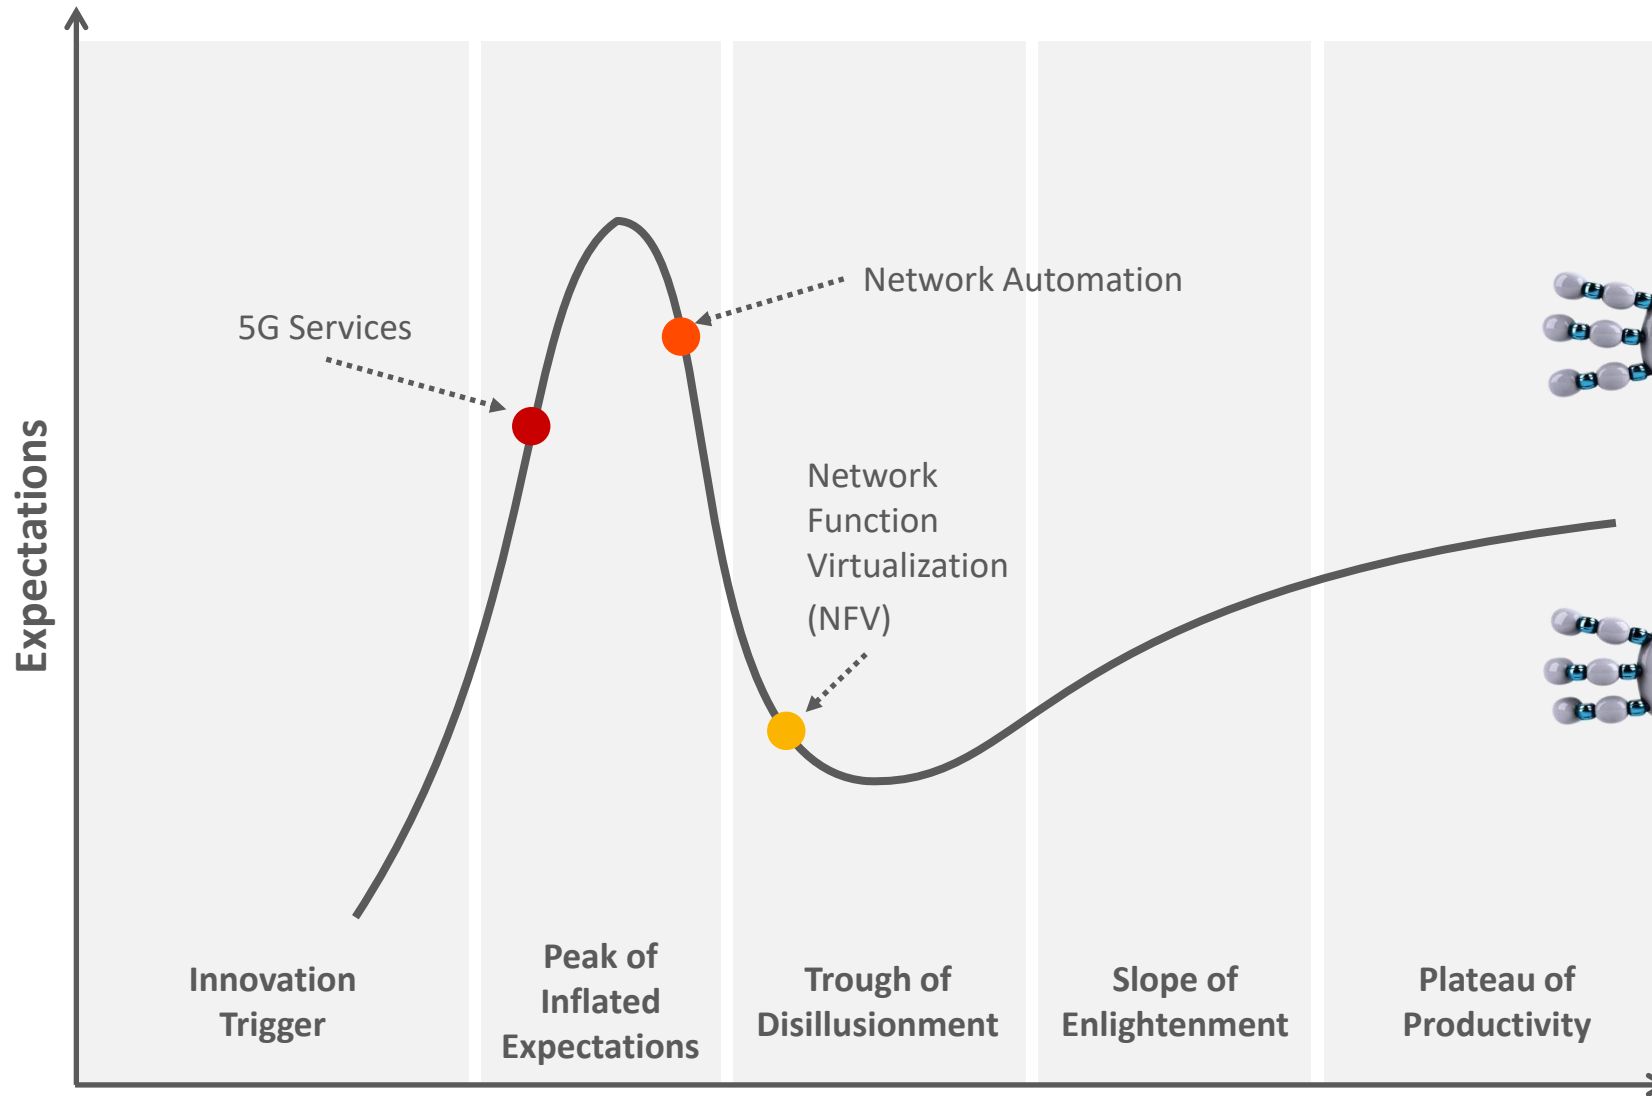 Expectations
5G Services
Network Automation
Network
Function
Virtualization
(NFV)
Innovation
Trigger
Peak of
Inflated
Expectations
Trough of
Disillusionment
Slope of
Enlightenment
Plateau of
Productivity